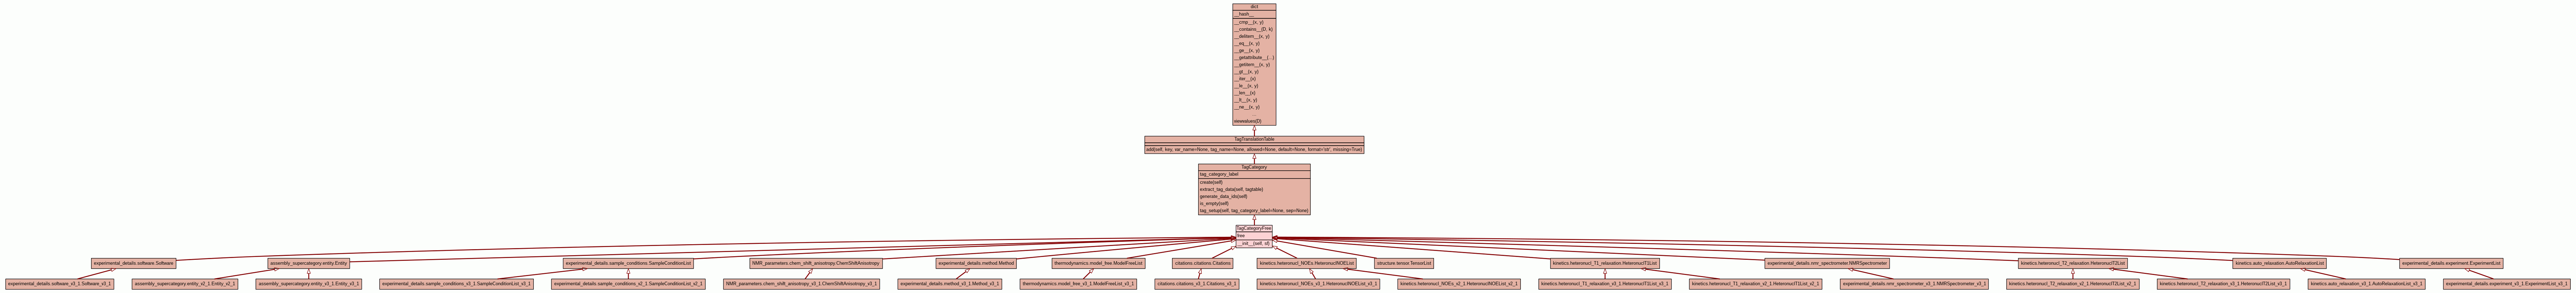 dict
__hash__
__cmp__(x, y)
__contains__(D, k)
__delitem__(x, y)
__eq__(x, y)
__ge__(x, y)
__getattribute__(...)
__getitem__(x, y)
__gt__(x, y)
__iter__(x)
__le__(x, y)
__len__(x)
__lt__(x, y)
__ne__(x, y)
...
viewvalues(D)
TagTranslationTable
add(self, key, var_name=None, tag_name=None, allowed=None, default=None, format='str', missing=True)
TagCategory
tag_category_label
create(self)
extract_tag_data(self, tagtable)
generate_data_ids(self)
is_empty(self)
tag_setup(self, tag_category_label=None, sep=None)
TagCategoryFree
free
__init__(self, sf)
experimental_details.software.Software
assembly_supercategory.entity.Entity
experimental_details.sample_conditions.SampleConditionList
NMR_parameters.chem_shift_anisotropy.ChemShiftAnisotropy
experimental_details.method.Method
thermodynamics.model_free.ModelFreeList
citations.citations.Citations
kinetics.heteronucl_NOEs.HeteronuclNOEList
structure.tensor.TensorList
kinetics.heteronucl_T1_relaxation.HeteronuclT1List
experimental_details.nmr_spectrometer.NMRSpectrometer
kinetics.heteronucl_T2_relaxation.HeteronuclT2List
kinetics.auto_relaxation.AutoRelaxationList
experimental_details.experiment.ExperimentList
experimental_details.software_v3_1.Software_v3_1
assembly_supercategory.entity_v2_1.Entity_v2_1
assembly_supercategory.entity_v3_1.Entity_v3_1
experimental_details.sample_conditions_v3_1.SampleConditionList_v3_1
experimental_details.sample_conditions_v2_1.SampleConditionList_v2_1
NMR_parameters.chem_shift_anisotropy_v3_1.ChemShiftAnisotropy_v3_1
experimental_details.method_v3_1.Method_v3_1
thermodynamics.model_free_v3_1.ModelFreeList_v3_1
citations.citations_v3_1.Citations_v3_1
kinetics.heteronucl_NOEs_v3_1.HeteronuclNOEList_v3_1
kinetics.heteronucl_NOEs_v2_1.HeteronuclNOEList_v2_1
kinetics.heteronucl_T1_relaxation_v3_1.HeteronuclT1List_v3_1
kinetics.heteronucl_T1_relaxation_v2_1.HeteronuclT1List_v2_1
experimental_details.nmr_spectrometer_v3_1.NMRSpectrometer_v3_1
kinetics.heteronucl_T2_relaxation_v2_1.HeteronuclT2List_v2_1
kinetics.heteronucl_T2_relaxation_v3_1.HeteronuclT2List_v3_1
kinetics.auto_relaxation_v3_1.AutoRelaxationList_v3_1
experimental_details.experiment_v3_1.ExperimentList_v3_1